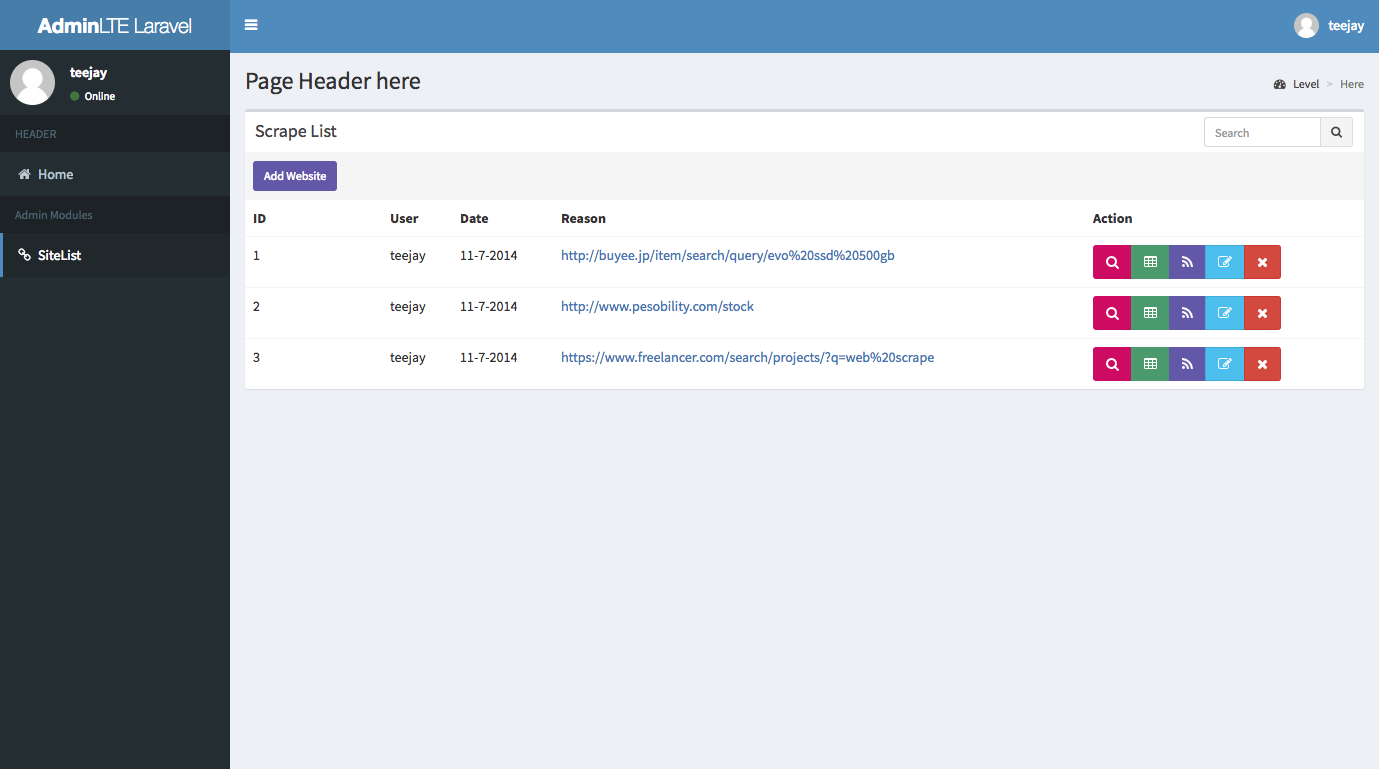 AdminLTE Laravel
teejay
teejay
Online
HEADER
Home
Admin Modules
SiteList
Page Header here
Level > Here
Scrape List
Search
Add Website
ID User Date Reason Action
1 teejay 11-7-2014 http://buyee.jp/item/search/query/evo%20ssd%20500gb
2 teejay 11-7-2014 http://www.pesobility.com/stock
3 teejay 11-7-2014 https://www.freelancer.com/search/projects/?q=web%20scrape